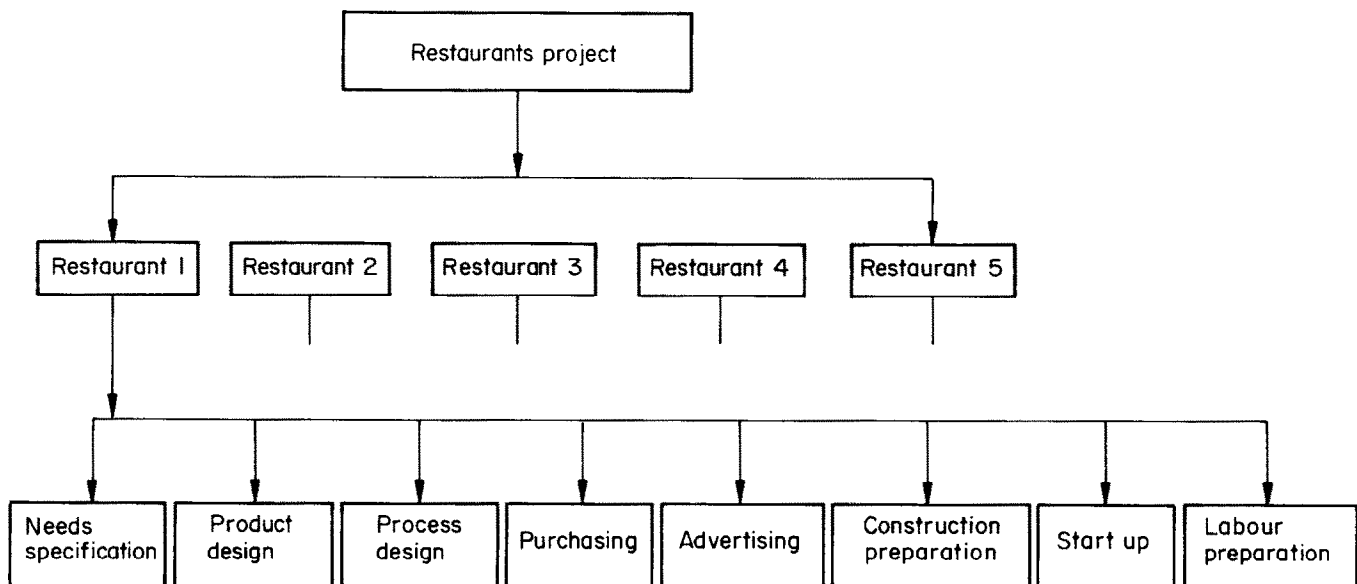 Restaurants project
Restaurant 1
Restaurant 2
Restaurant 3
Restaurant 4
Restaurant 5
Needs
specification
Product
design
Process
design
Purchasing
Advertising
Construction
preparation
Start up
Labour
preparation